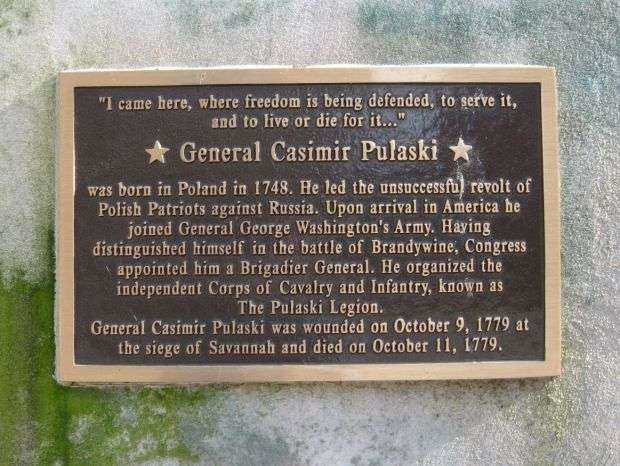 "I came here, where freedom is being defended, to serve it,
and to live or die for it..."
General Casimir Pulaski
was born in Poland in 1748. He led the unsuccessful revolt of
Polish Patriots against Russia. Upon arrival in America he
joined General George Washington's Army. Having
distinguished himself in the battle of Brandywine, Congress
appointed him a Brigadier General. He organized the
independent Corps of Cavalry and Infantry, known as
The Pulaski Legion.
General Casimir Pulaski was wounded on October 9, 1779 at
the siege of Savannah and died on October 11, 1779.